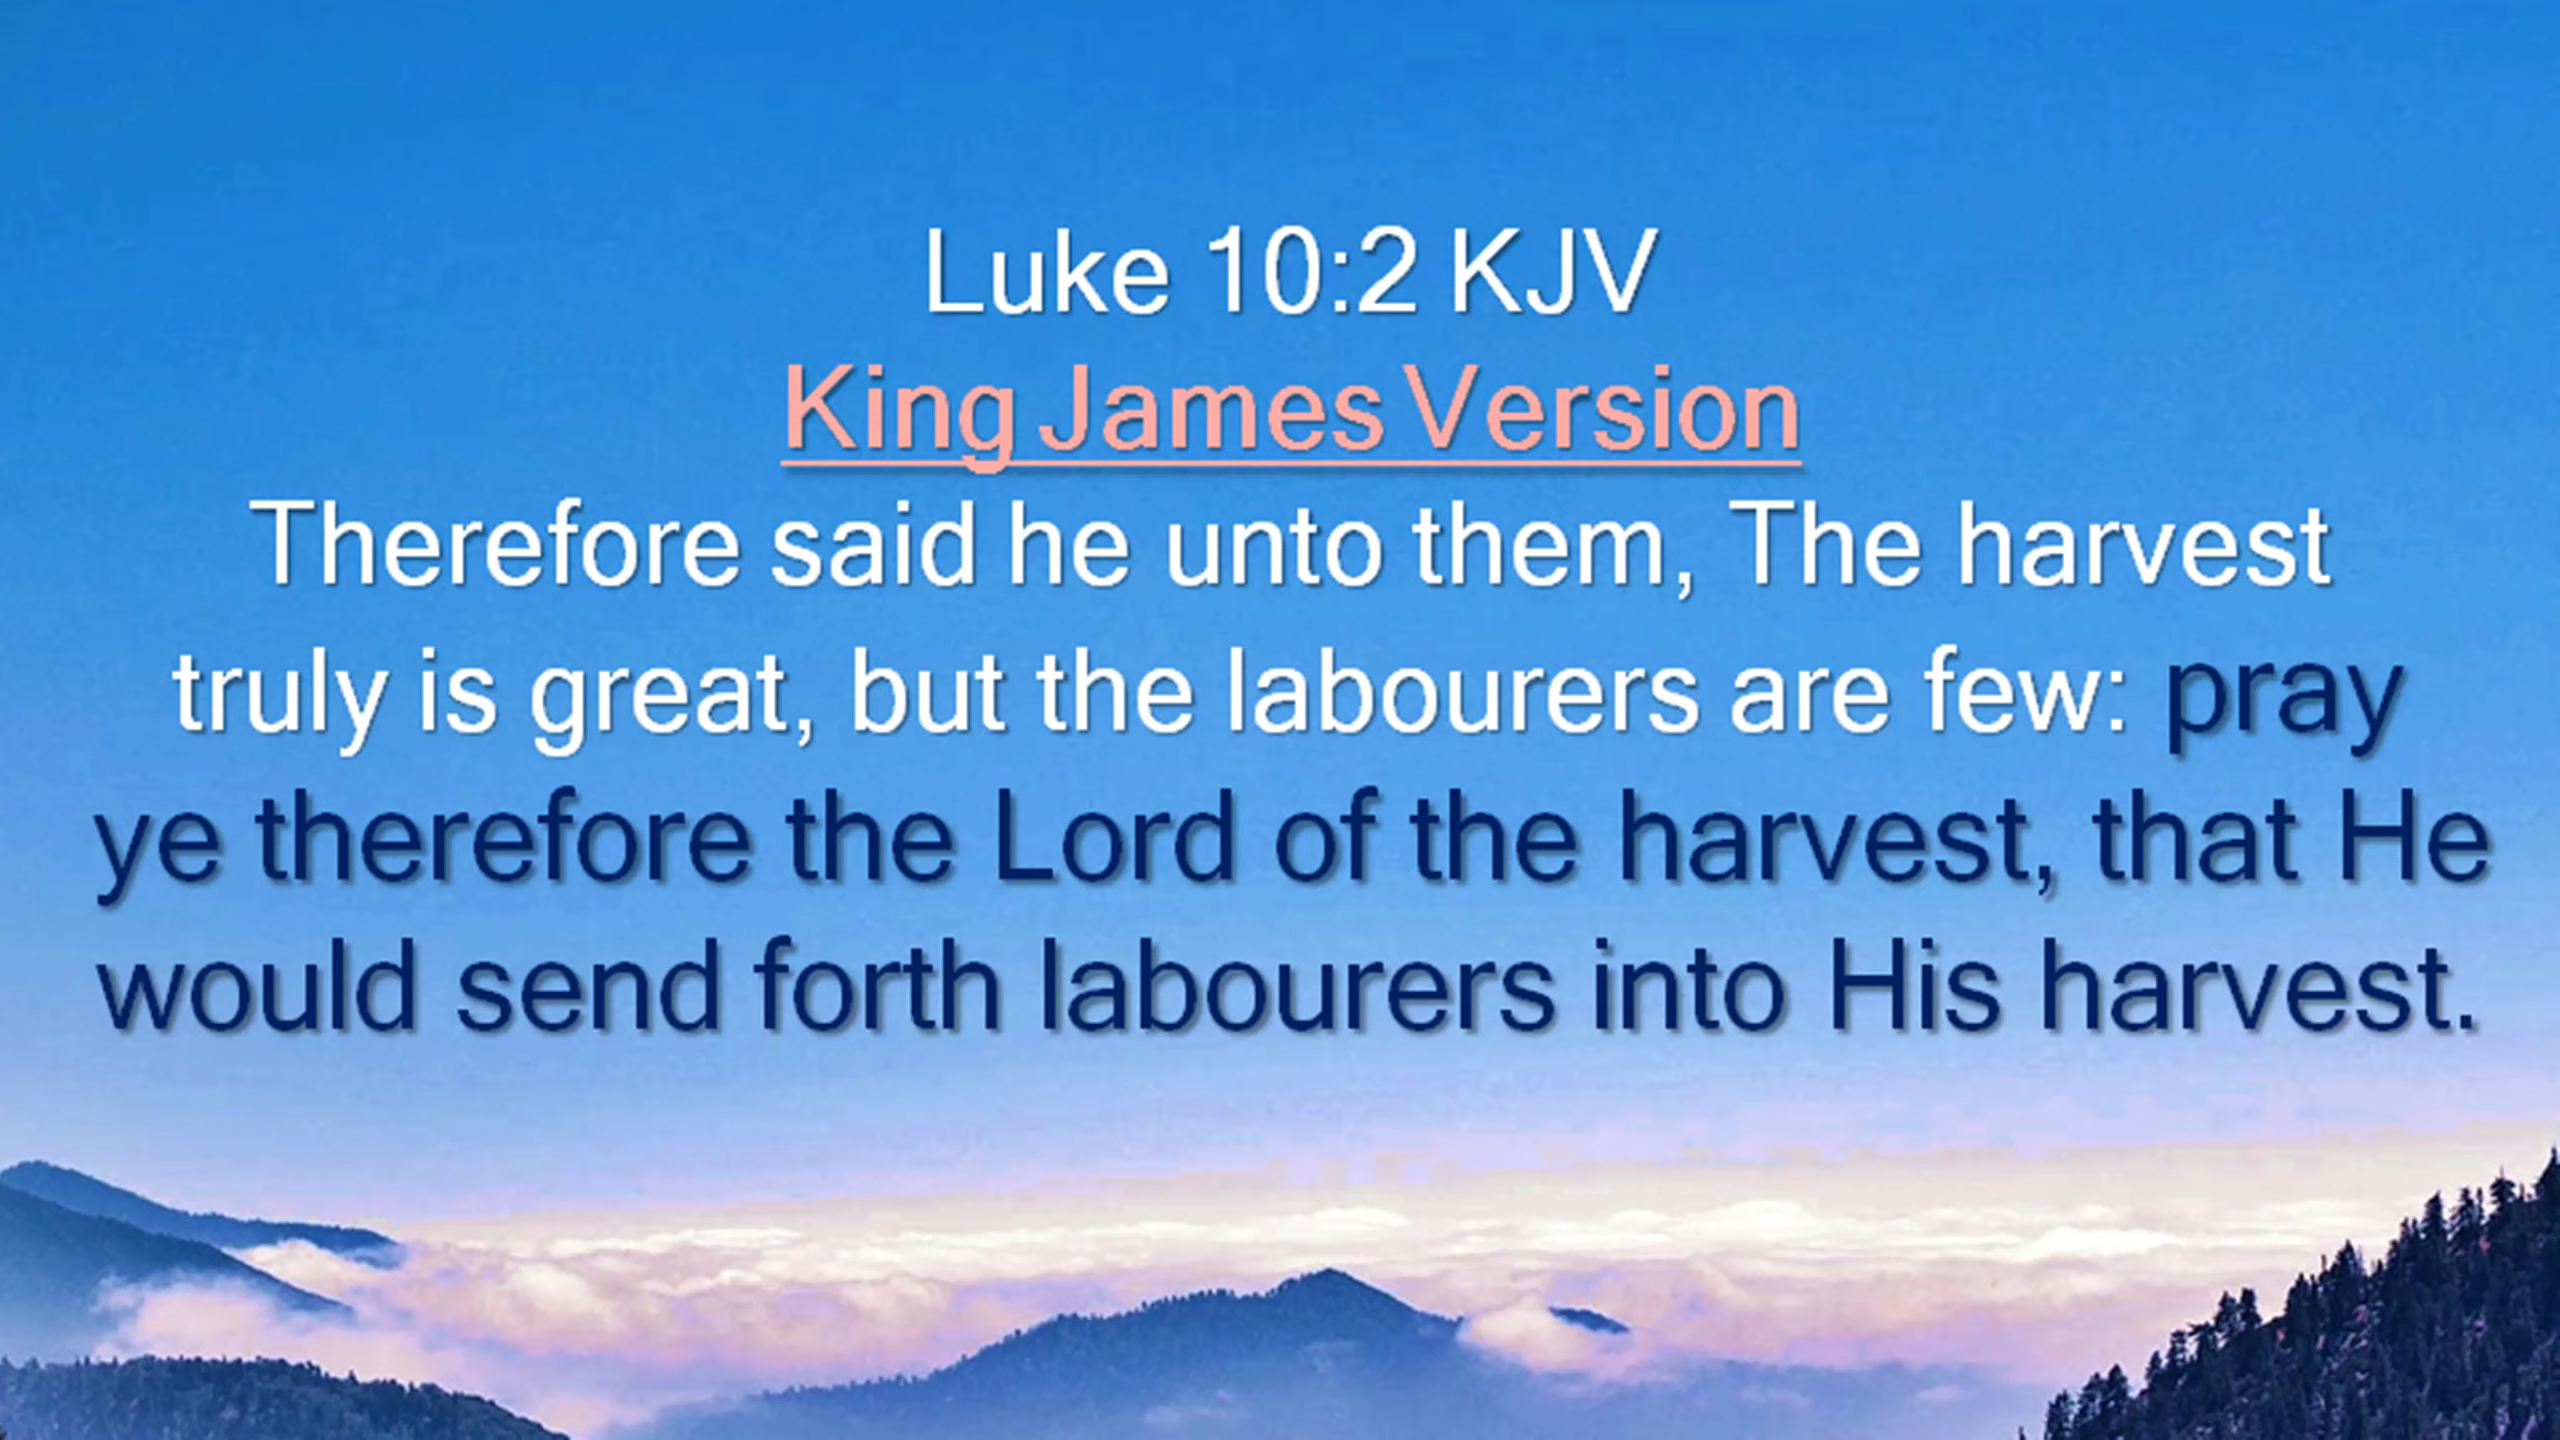 Luke 10:2 KJV
King James Version
Therefore said he unto them, The harvest
truly is great, but the labourers are few: pray
ye therefore the Lord of the harvest, that He
would send forth labourers into His harvest.